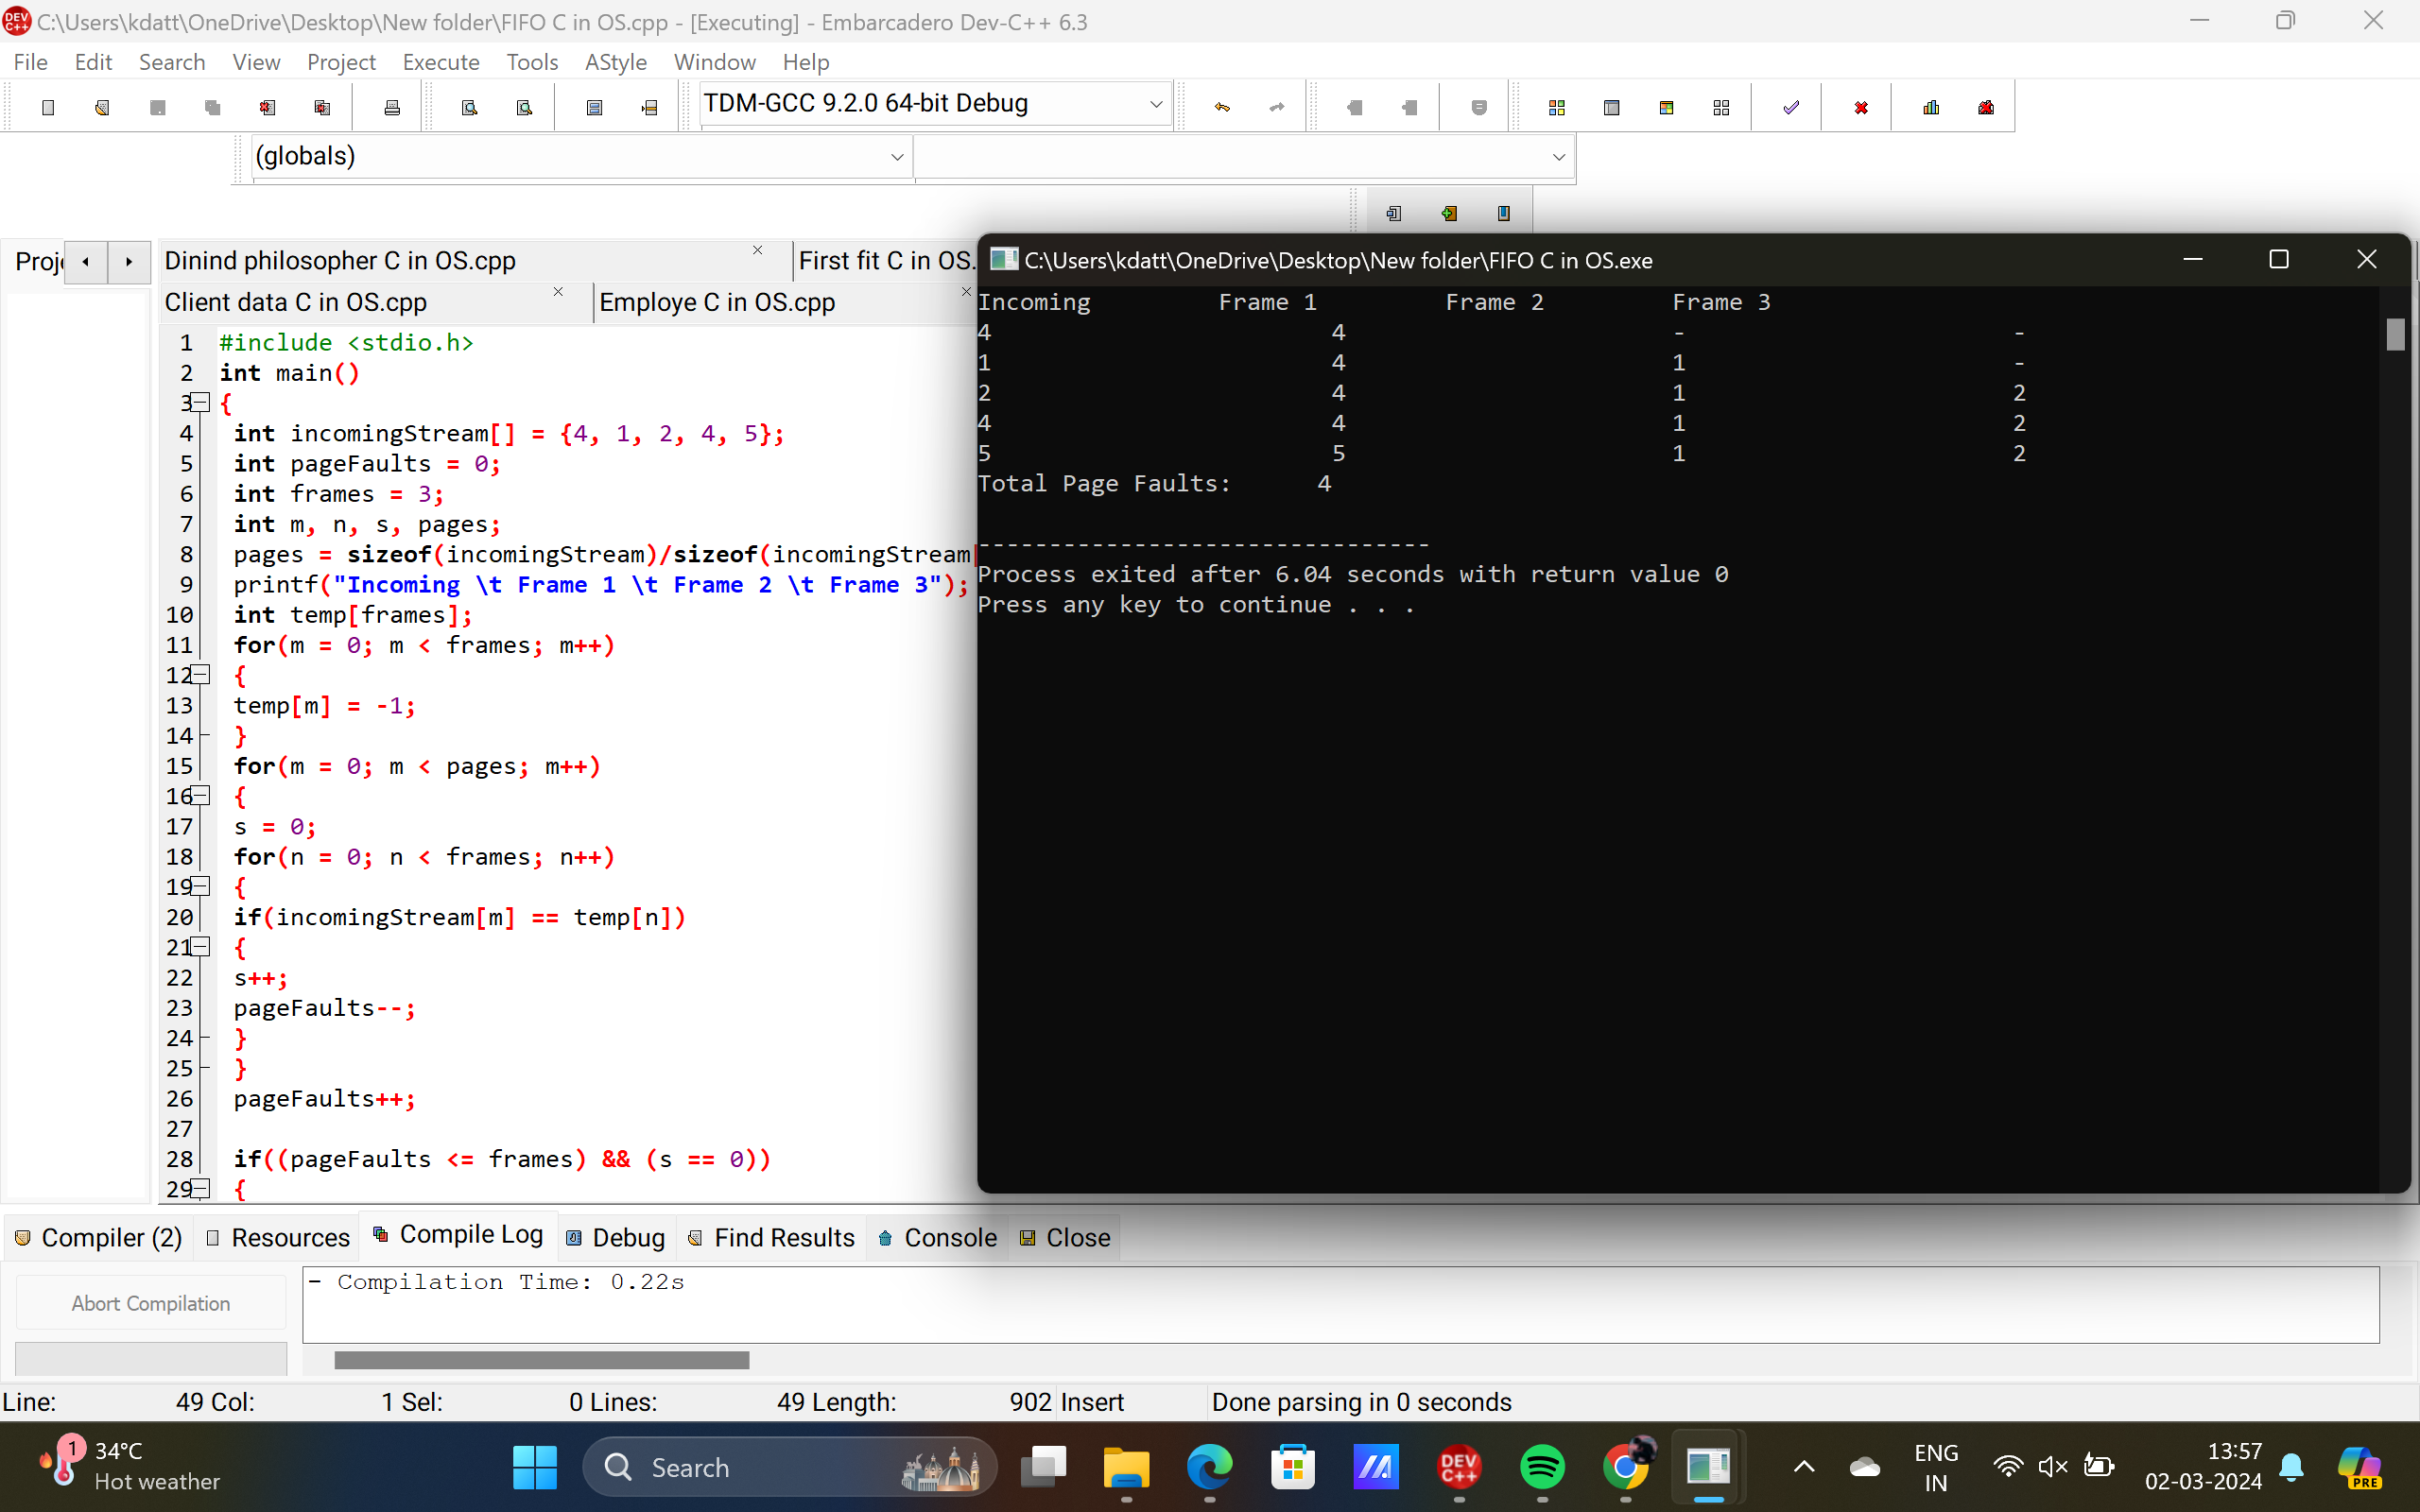 C:\Users\kdatt\OneDrive\Desktop\New folder\FIFO C in OS.cpp - [Executing] - Embarcadero Dev-C++ 6.3
File Edit Search View Project Execute Tools AStyle Window Help
TDM-GCC 9.2.0 64-bit Debug
(globals)
Proje
Dinind philosopher C in OS.cpp
First fit C in OS.
Client data C in OS.cpp
Employe C in OS.cpp
1 #include <stdio.h>
2 int main()
3 {
4 int incomingStream[] = {4, 1, 2, 4, 5};
5 int pageFaults = 0;
6 int frames = 3;
7 int m, n, s, pages;
8 pages = sizeof(incomingStream)/sizeof(incomingStream[
9 printf("Incoming \t Frame 1 \t Frame 2 \t Frame 3");
10 int temp[frames];
11 for(m = 0; m < frames; m++)
12 {
13 temp[m] = -1;
14 }
15 for(m = 0; m < pages; m++)
16 {
17 s = 0;
18 for(n = 0; n < frames; n++)
19 {
20 if(incomingStream[m] == temp[n])
21 {
22 s++;
23 pageFaults--;
24 }
25 }
26 pageFaults++;
27
28 if((pageFaults <= frames) && (s == 0))
29 {
C:\Users\kdatt\OneDrive\Desktop\New folder\FIFO C in OS.exe
Incoming Frame 1 Frame 2 Frame 3
4 4 - -
1 4 1 -
2 4 1 2
4 4 1 2
5 5 1 2
Total Page Faults: 4
--------------------------------
Process exited after 6.04 seconds with return value 0
Press any key to continue . . .
Compiler (2) Resources Compile Log Debug Find Results Console Close
Abort Compilation
- Compilation Time: 0.22s
Line: 49 Col: 1 Sel: 0 Lines: 49 Length: 902 Insert Done parsing in 0 seconds
1
34°C
Hot weather
Search
DEV C++
ENG
IN
13:57
02-03-2024
PRE